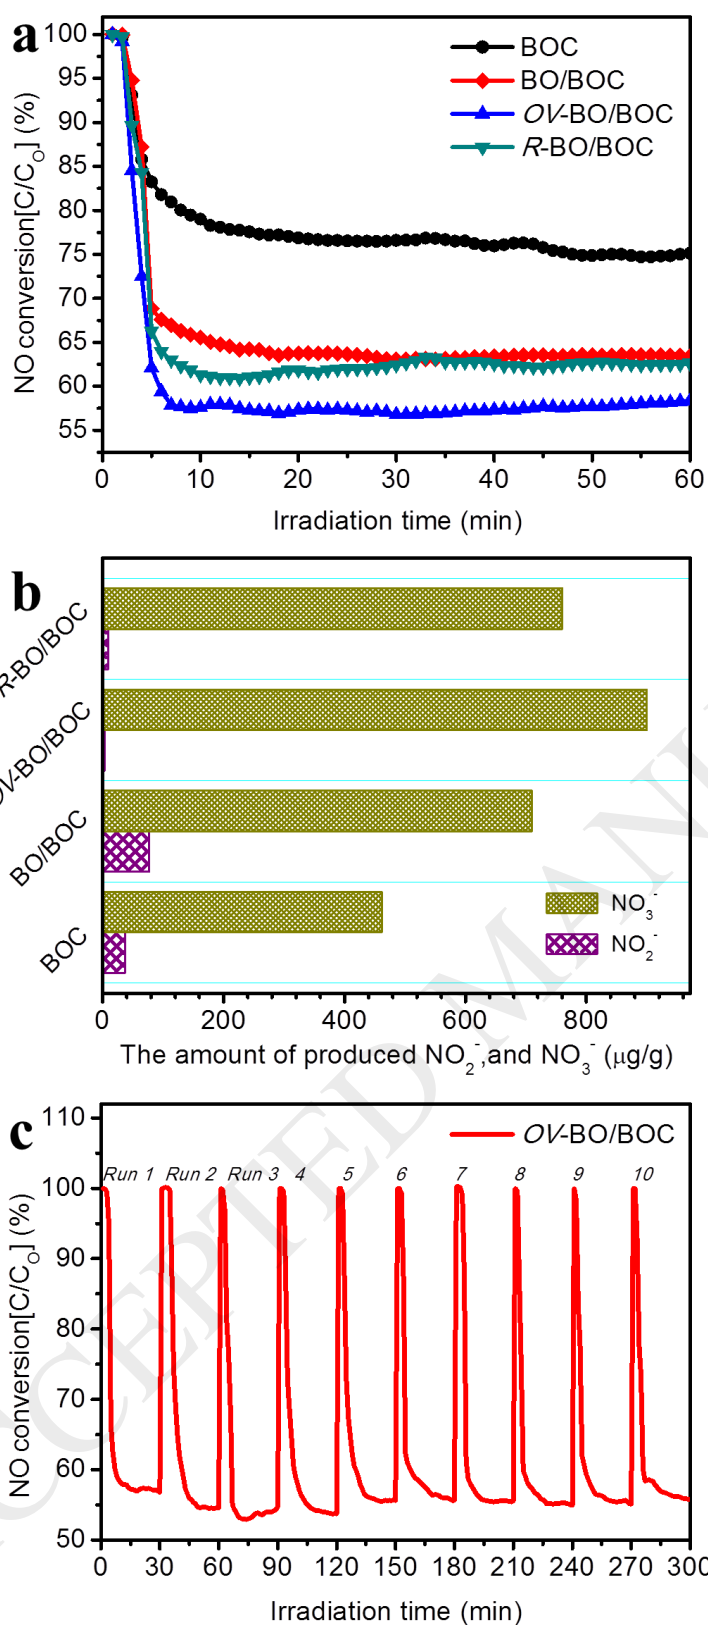 a
BOC
BO/BOC
OV-BO/BOC
R-BO/BOC
NO conversion[C/C_O] (%)
100
95
90
85
80
75
70
65
60
55
0 10 20 30 40 50 60
Irradiation time (min)
b
R-BO/BOC
OV-BO/BOC
BO/BOC
BOC
NO₃⁻
NO₂⁻
0 200 400 600 800
The amount of produced NO₂⁻,and NO₃⁻ (μg/g)
c
OV-BO/BOC
Run 1 Run 2 Run 3 4 5 6 7 8 9 10
NO conversion[C/C_O] (%)
110
100
90
80
70
60
50
0 30 60 90 120 150 180 210 240 270 300
Irradiation time (min)
CCEPTED MANU